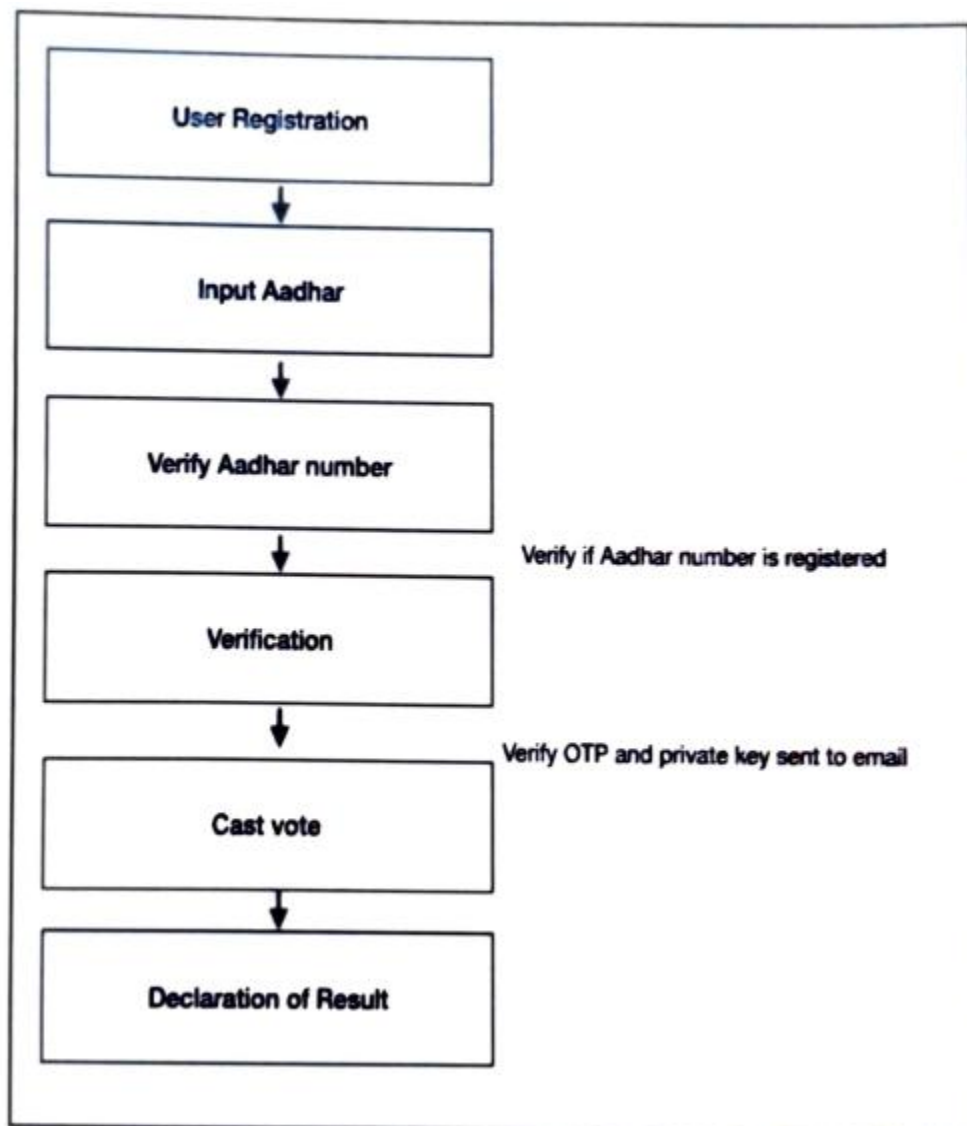 User Registration
Input Aadhar
Verify Aadhar number
Verify if Aadhar number is registered
Verification
Verify OTP and private key sent to email
Cast vote
Declaration of Result